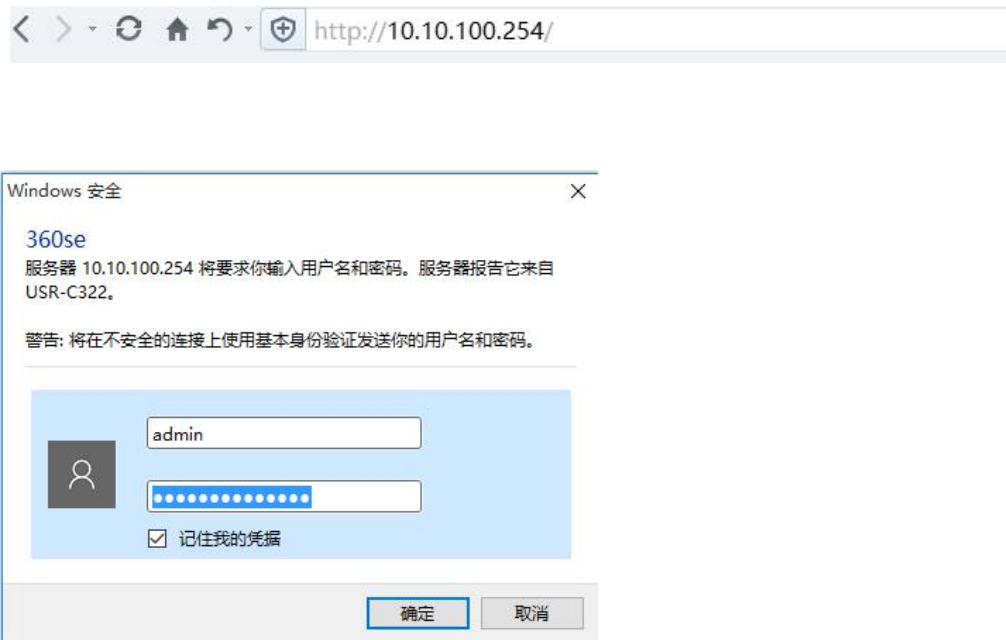 http://10.10.100.254/
Windows 安全
360se
服务器 10.10.100.254 将要求你输入用户名和密码。服务器报告它来自
USR-C322。
警告: 将在不安全的连接上使用基本身份验证发送你的用户名和密码。
admin
●●●●●●●●●●●●●●
记住我的凭据
确定
取消